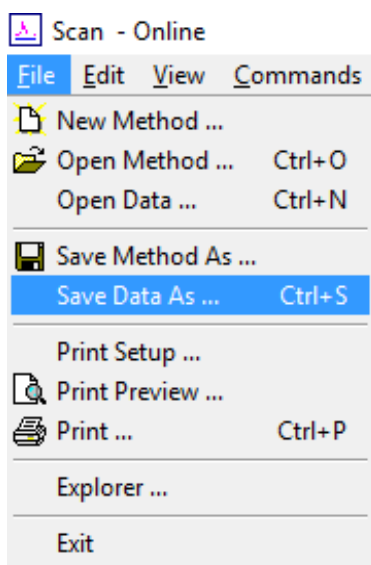 Scan - Online
File Edit View Commands
New Method ...
Open Method ... Ctrl+O
Open Data ... Ctrl+N
Save Method As ...
Save Data As ... Ctrl+S
Print Setup ...
Print Preview ...
Print ... Ctrl+P
Explorer ...
Exit